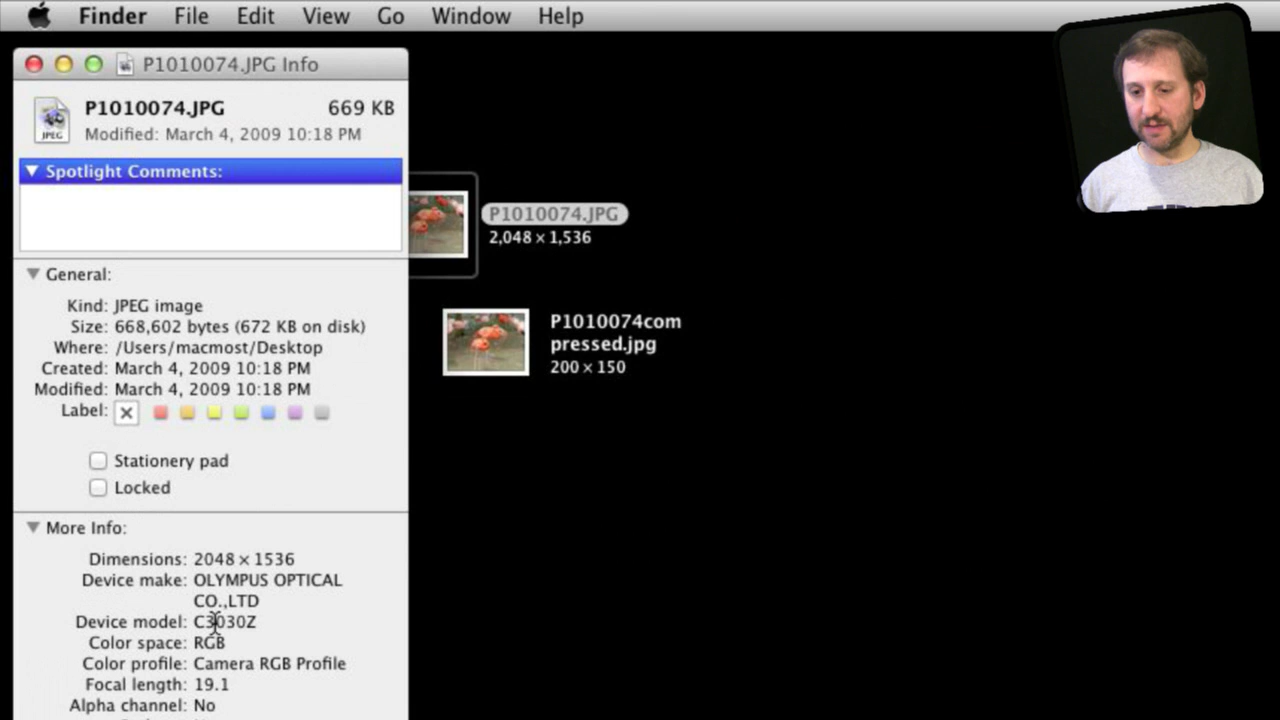 Finder File Edit View Go Window Help
P1010074.JPG Info
P1010074.JPG 669 KB
Modified: March 4, 2009 10:18 PM
JPEG
Spotlight Comments:
P1010074.JPG
2,048 × 1,536
General:
Kind: JPEG image
Size: 668,602 bytes (672 KB on disk)
Where: /Users/macmost/Desktop
Created: March 4, 2009 10:18 PM
Modified: March 4, 2009 10:18 PM
Label:
P1010074com
pressed.jpg
200 × 150
Stationery pad
Locked
More Info:
Dimensions: 2048 × 1536
Device make: OLYMPUS OPTICAL
CO.,LTD
Device model: C3030Z
Color space: RGB
Color profile: Camera RGB Profile
Focal length: 19.1
Alpha channel: No